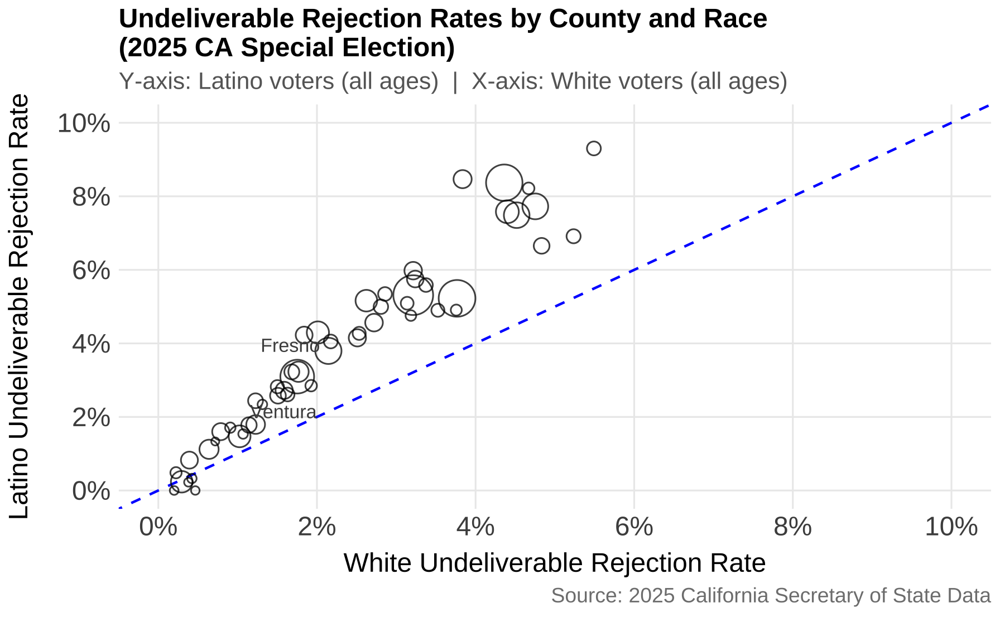 Undeliverable Rejection Rates by County and Race
(2025 CA Special Election)
Y-axis: Latino voters (all ages)  |  X-axis: White voters (all ages)
Latino Undeliverable Rejection Rate
10%
8%
6%
4%
2%
0%
Fresno
Ventura
0%
2%
4%
6%
8%
10%
White Undeliverable Rejection Rate
Source: 2025 California Secretary of State Data